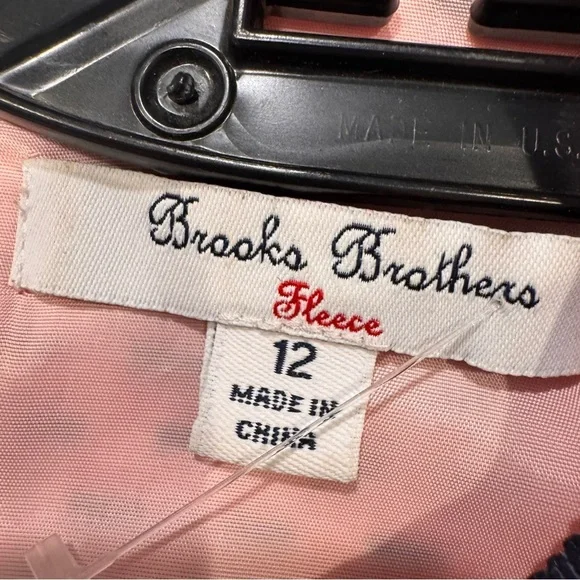 MADE IN U.S.
Brooks Brothers
Fleece
12
MADE IN
CHINA